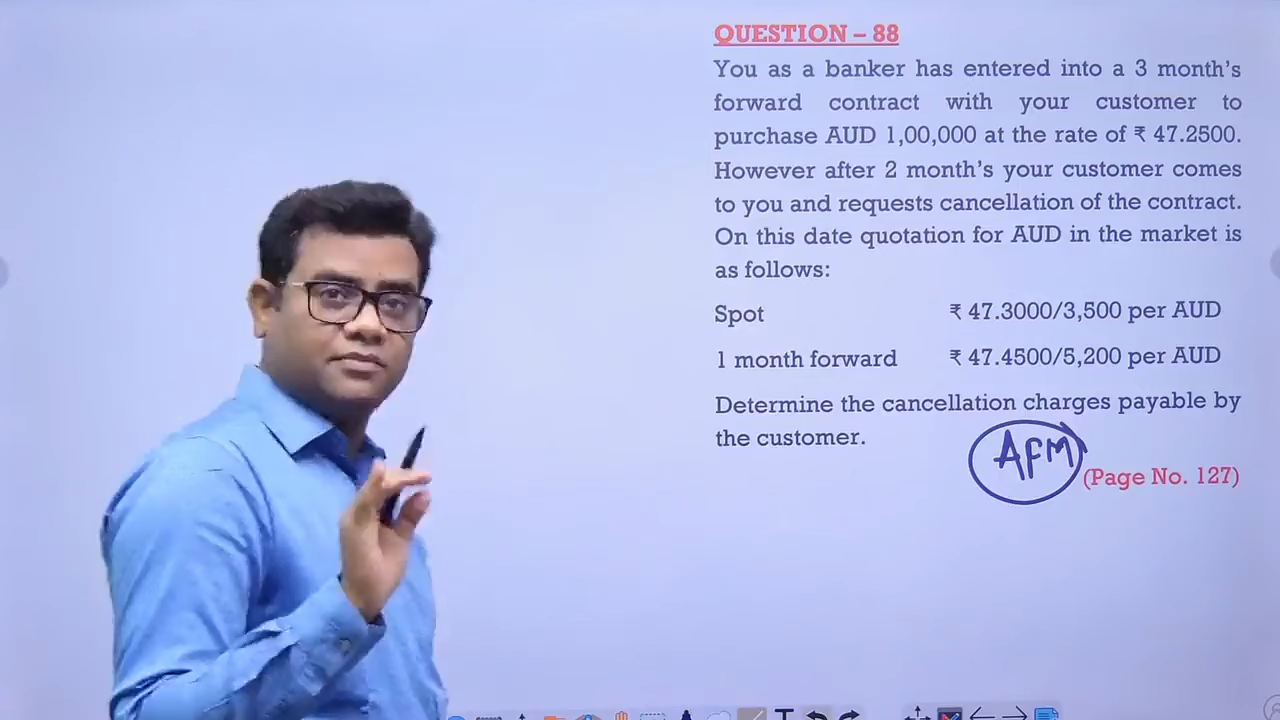 QUESTION – 88
You as a banker has entered into a 3 month's
forward contract with your customer to
purchase AUD 1,00,000 at the rate of ₹ 47.2500.
However after 2 month's your customer comes
to you and requests cancellation of the contract.
On this date quotation for AUD in the market is
as follows:
Spot ₹ 47.3000/3,500 per AUD
1 month forward ₹ 47.4500/5,200 per AUD
Determine the cancellation charges payable by
the customer.
AFM
(Page No. 127)